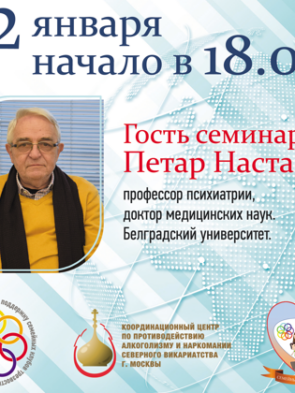 2 января
начало в 18.0
Гость семинар
Петар Наста
профессор психиатрии,
доктор медицинских наук.
Белградский университет.
КООРДИНАЦИОННЫЙ ЦЕНТР
ПО ПРОТИВОДЕЙСТВИЮ
АЛКОГОЛИЗМУ И НАРКОМАНИИ
СЕВЕРНОГО ВИКАРИАТСТВА
Г. МОСКВЫ